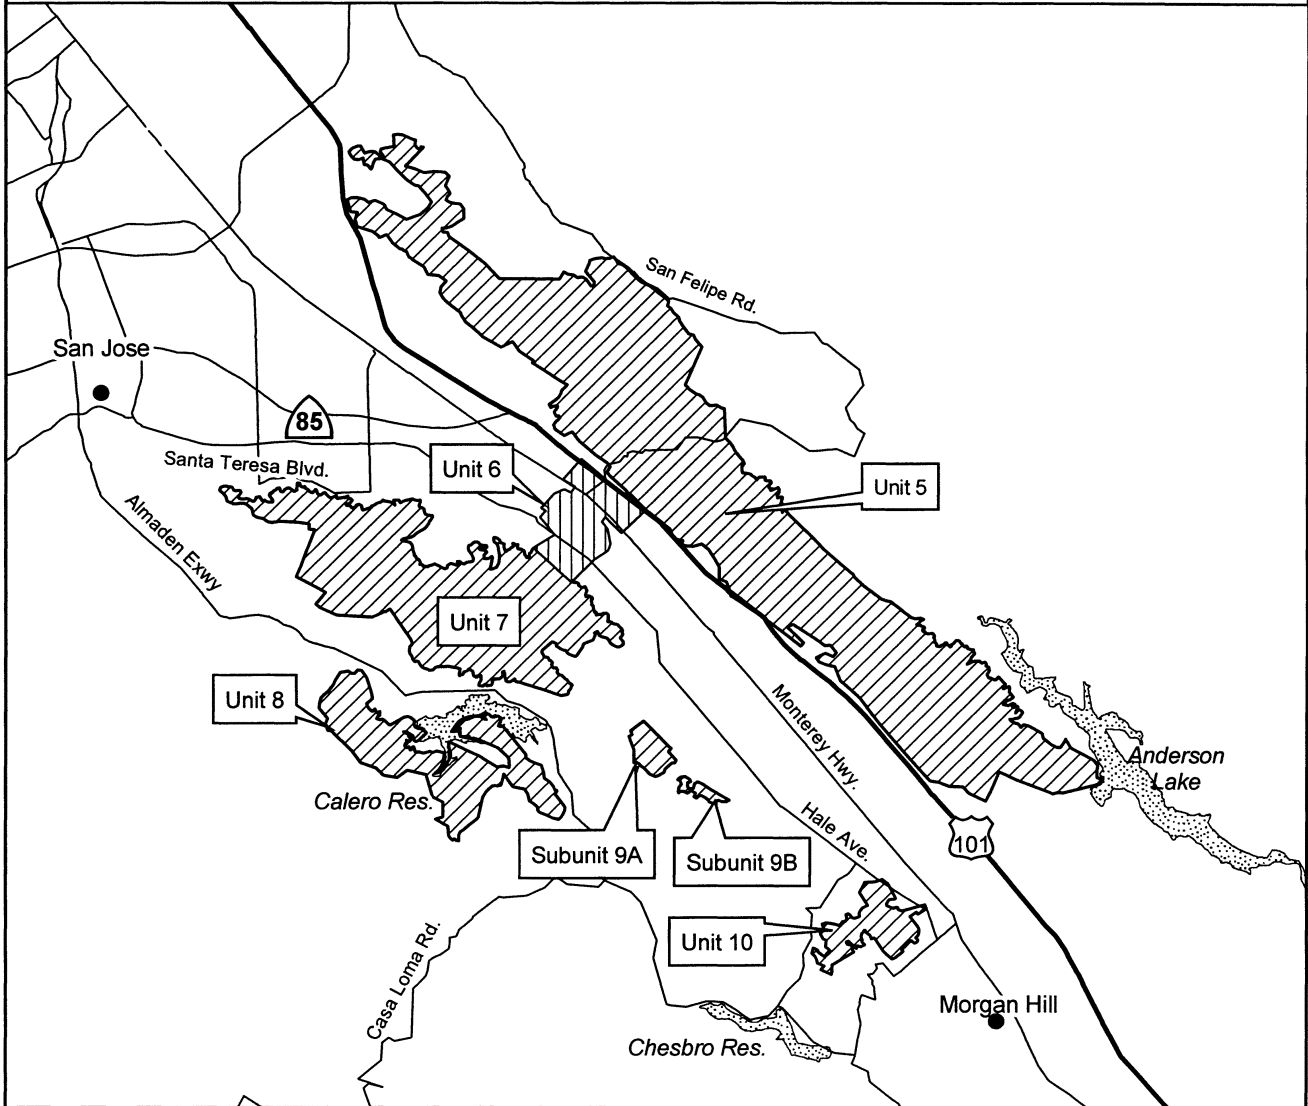 San Felipe Rd.
San Jose
85
Santa Teresa Blvd.
Unit 6
Unit 5
Almaden Exwy
Unit 7
Unit 8
Monterey Hwy.
Anderson
Lake
Calero Res.
Hale Ave.
101
Subunit 9A
Subunit 9B
Unit 10
Casa Loma Rd.
Morgan Hill
Chesbro Res.